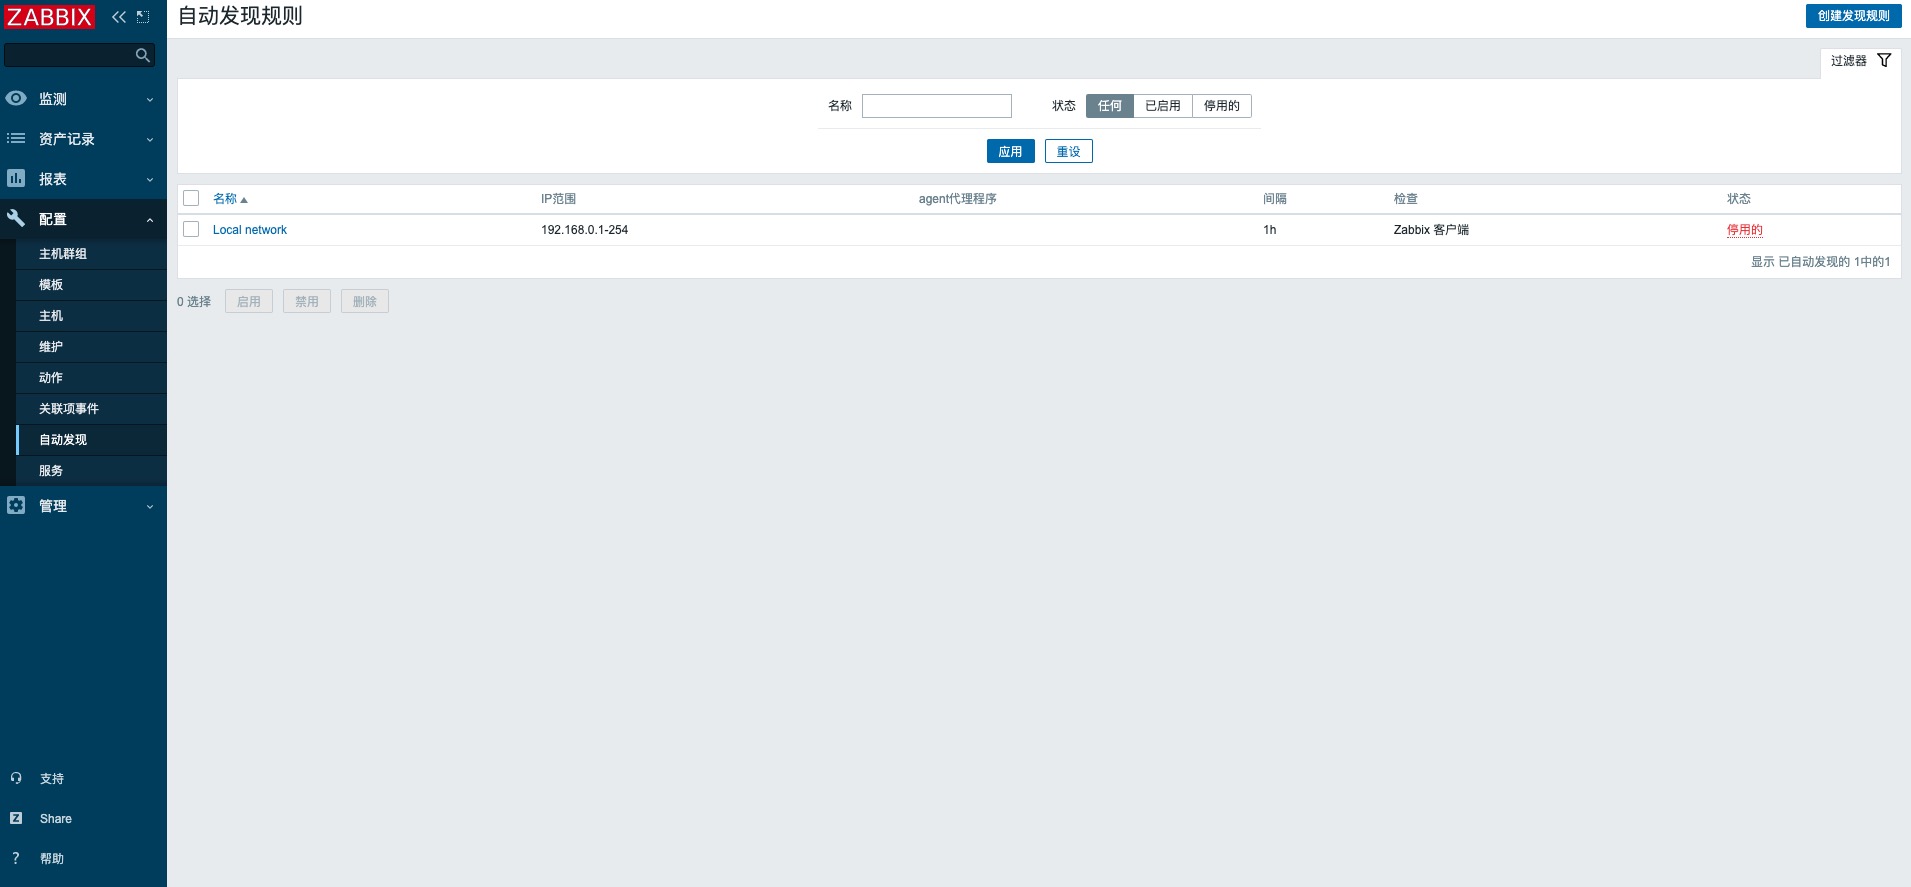 ZABBIX
监测
资产记录
报表
配置
主机群组
模板
主机
维护
动作
关联项事件
自动发现
服务
管理
支持
Share
帮助
自动发现规则
创建发现规则
过滤器
名称 状态 任何 已启用 停用的
应用 重设
名称 IP范围 agent代理程序 间隔 检查 状态
Local network 192.168.0.1-254 1h Zabbix 客户端 停用的
显示 已自动发现的 1中的1
0 选择 启用 禁用 删除